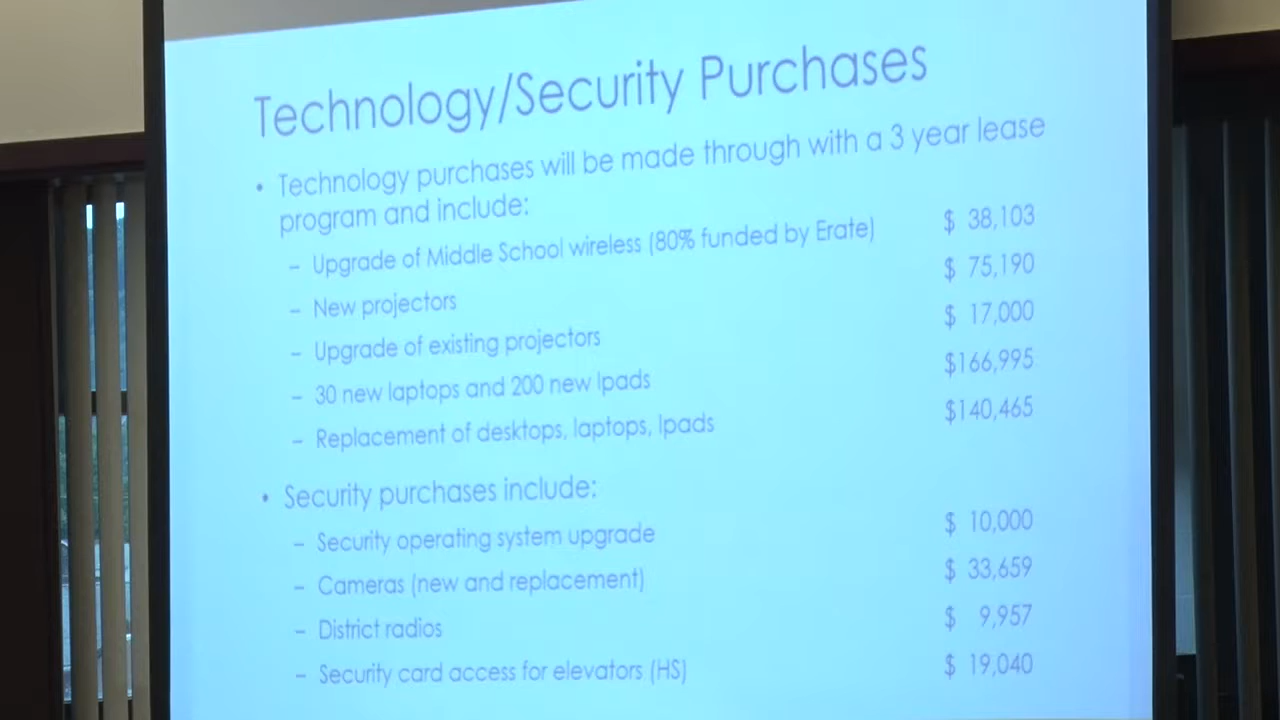 Technology/Security Purchases
• Technology purchases will be made through with a 3 year lease
program and include:
– Upgrade of Middle School wireless (80% funded by Erate) $ 38,103
– New projectors $ 75,190
– Upgrade of existing projectors $ 17,000
– 30 new laptops and 200 new Ipads $166,995
– Replacement of desktops, laptops, Ipads $140,465
• Security purchases include:
– Security operating system upgrade $ 10,000
– Cameras (new and replacement) $ 33,659
– District radios $ 9,957
– Security card access for elevators (HS) $ 19,040